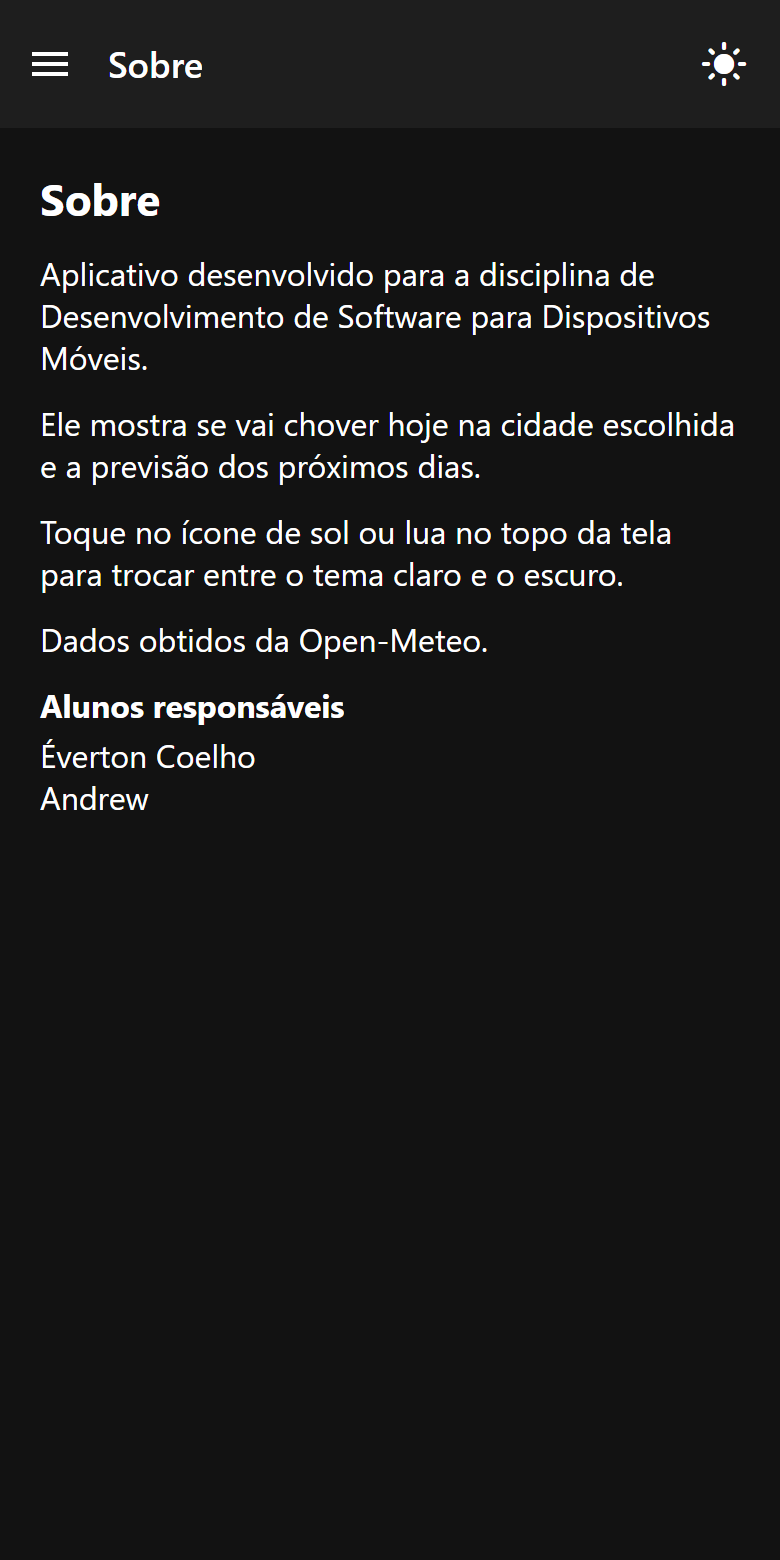 Sobre
Sobre
Aplicativo desenvolvido para a disciplina de
Desenvolvimento de Software para Dispositivos
Móveis.
Ele mostra se vai chover hoje na cidade escolhida
e a previsão dos próximos dias.
Toque no ícone de sol ou lua no topo da tela
para trocar entre o tema claro e o escuro.
Dados obtidos da Open-Meteo.
Alunos responsáveis
Éverton Coelho
Andrew